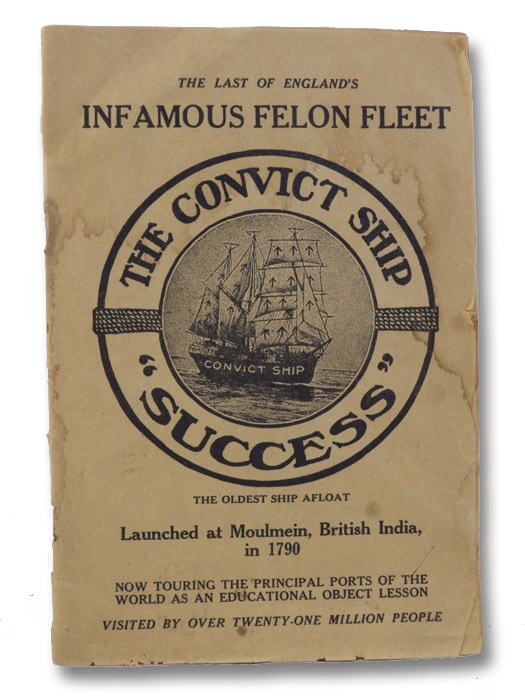 THE LAST OF ENGLAND'S
INFAMOUS FELON FLEET
THE CONVICT SHIP
CONVICT SHIP
"SUCCESS"
THE OLDEST SHIP AFLOAT
Launched at Moulmein, British India,
in 1790
NOW TOURING THE PRINCIPAL PORTS OF THE
WORLD AS AN EDUCATIONAL OBJECT LESSON
VISITED BY OVER TWENTY-ONE MILLION PEOPLE